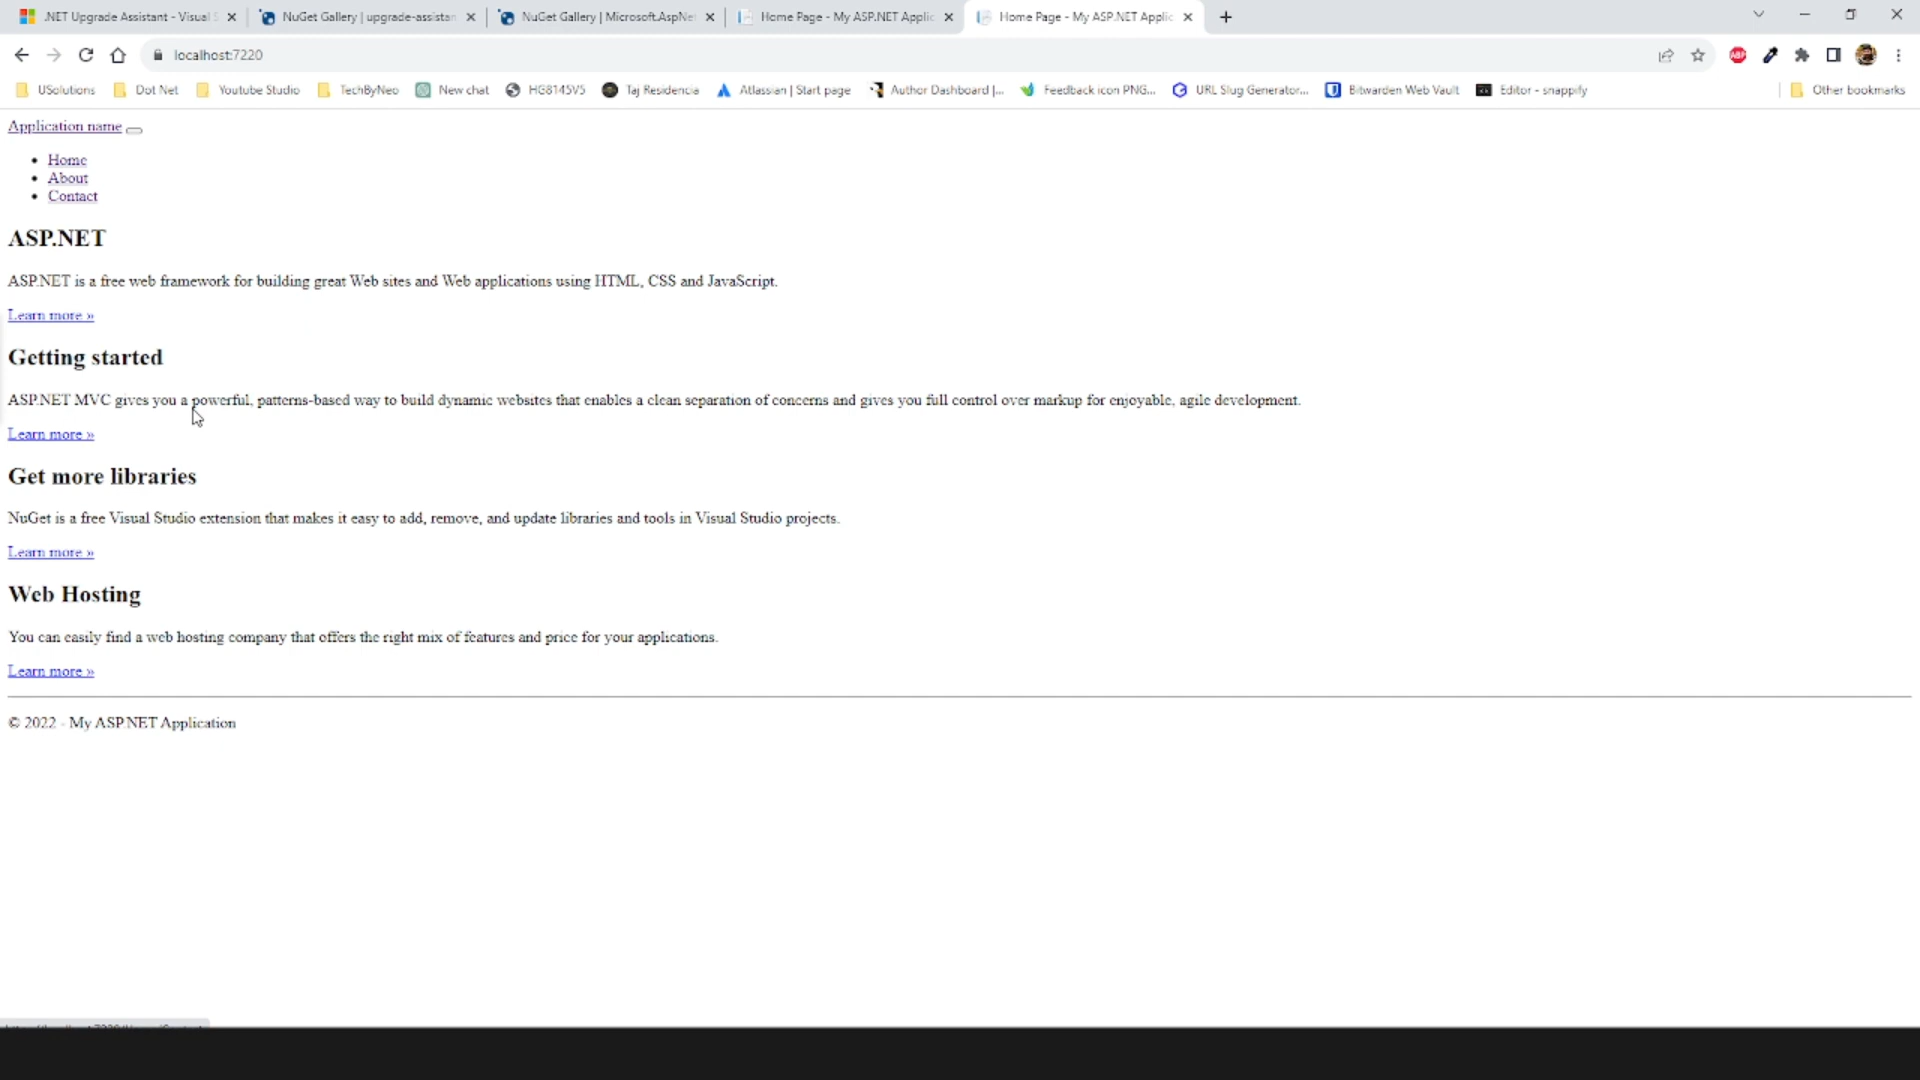 .NET Upgrade Assistant - Visual S
NuGet Gallery | upgrade-assistan
NuGet Gallery | Microsoft.AspNe
Home Page - My ASP.NET Applic
Home Page - My ASP.NET Applic
localhost:7220
ABP
USolutions
Dot Net
Youtube Studio
TechByNeo
New chat
HG8145V5
Taj Residencia
Atlassian | Start page
Author Dashboard |...
Feedback icon PNG...
URL Slug Generator...
Bitwarden Web Vault
Editor - snappify
Other bookmarks
Application name
Home
About
Contact
ASP.NET
ASP.NET is a free web framework for building great Web sites and Web applications using HTML, CSS and JavaScript.
Learn more »
Getting started
ASP.NET MVC gives you a powerful, patterns-based way to build dynamic websites that enables a clean separation of concerns and gives you full control over markup for enjoyable, agile development.
Learn more »
Get more libraries
NuGet is a free Visual Studio extension that makes it easy to add, remove, and update libraries and tools in Visual Studio projects.
Learn more »
Web Hosting
You can easily find a web hosting company that offers the right mix of features and price for your applications.
Learn more »
© 2022 - My ASP.NET Application